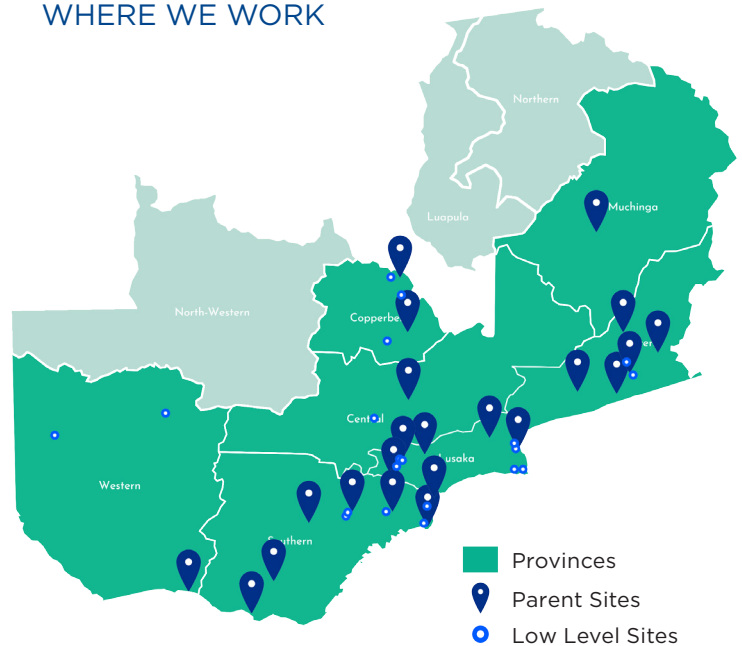 WHERE WE WORK
Northern
Muchinga
Luapula
North-Western
Copperbe
Central
Lusaka
Western
Southern
Provinces
Parent Sites
Low Level Sites